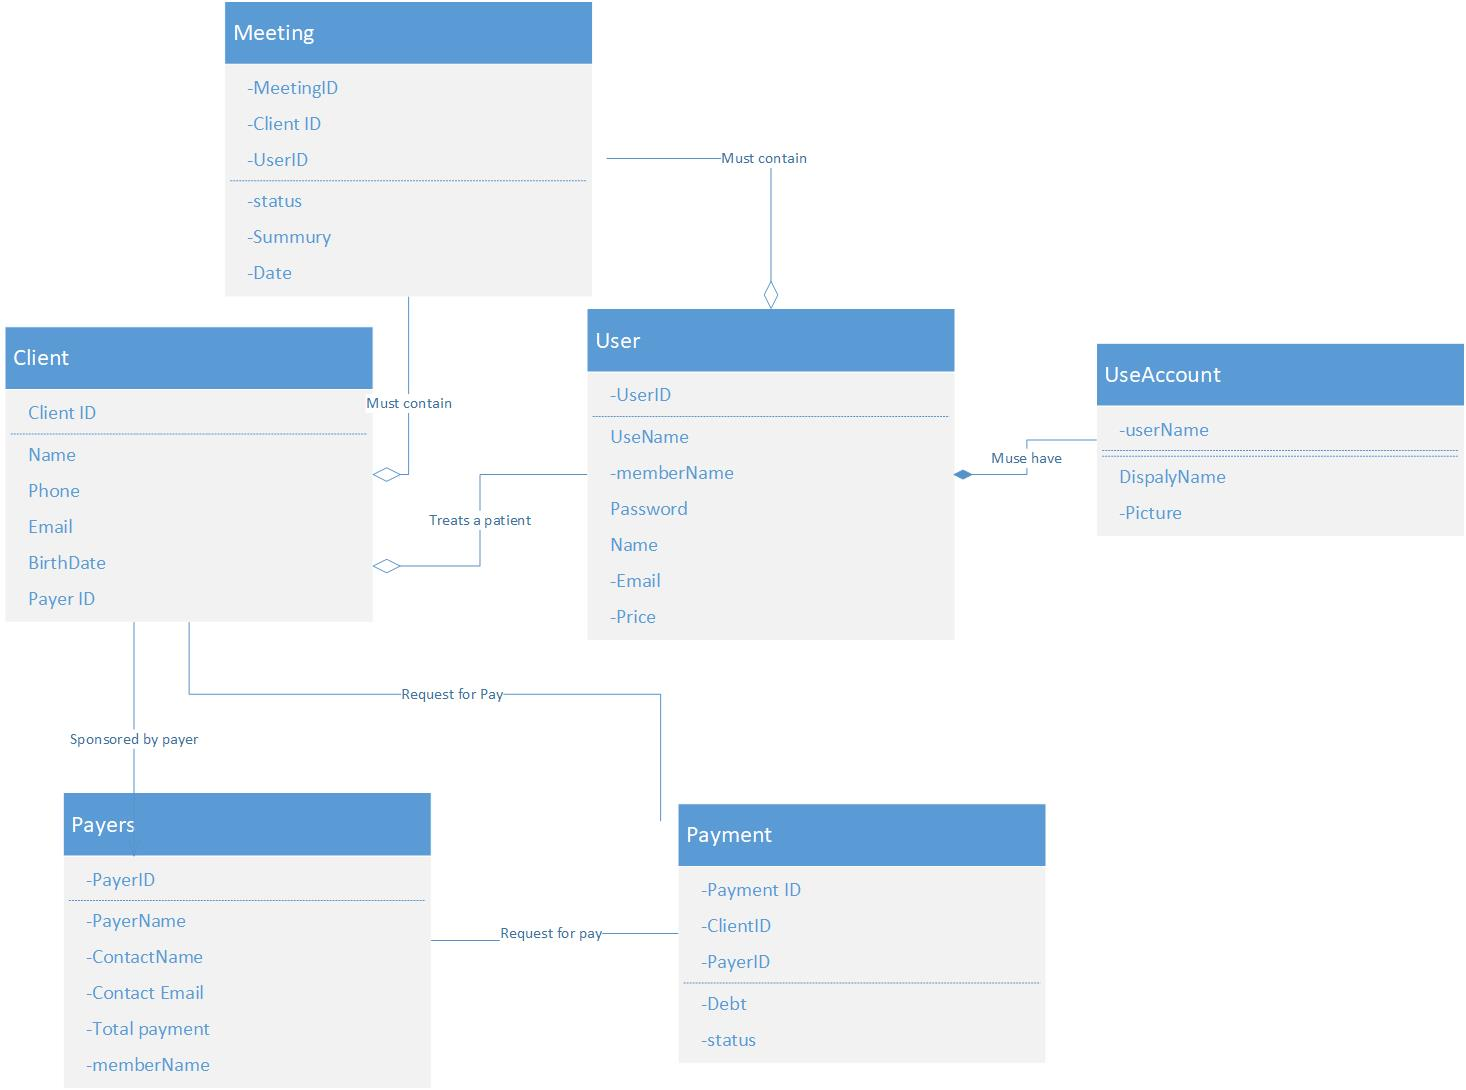 Meeting
-MeetingID
-Client ID
-UserID
-status
-Summury
-Date
Must contain
Client
Client ID
Name
Phone
Email
BirthDate
Payer ID
Must contain
Treats a patient
User
-UserID
UseName
-memberName
Password
Name
-Email
-Price
Muse have
UseAccount
-userName
DispalyName
-Picture
Request for Pay
Sponsored by payer
Payers
-PayerID
-PayerName
-ContactName
-Contact Email
-Total payment
-memberName
Request for pay
Payment
-Payment ID
-ClientID
-PayerID
-Debt
-status